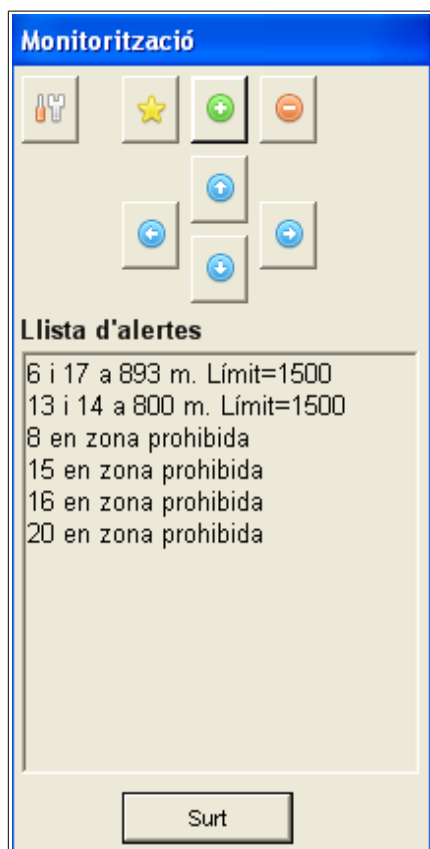 Monitorització
Llista d'alertes
6 i 17 a 893 m. Límit=1500
13 i 14 a 800 m. Límit=1500
8 en zona prohibida
15 en zona prohibida
16 en zona prohibida
20 en zona prohibida
Surt